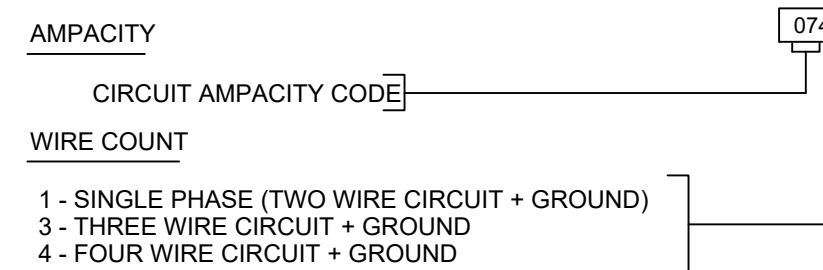 AMPACITY
074
CIRCUIT AMPACITY CODE
WIRE COUNT
1 - SINGLE PHASE (TWO WIRE CIRCUIT + GROUND)
3 - THREE WIRE CIRCUIT + GROUND
4 - FOUR WIRE CIRCUIT + GROUND